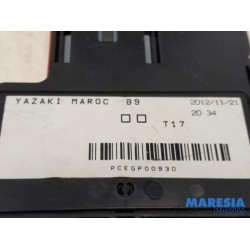 YAZAKI MAROC B9 2012/11/21
20:34
T17
PCEGP00930
MARESIA